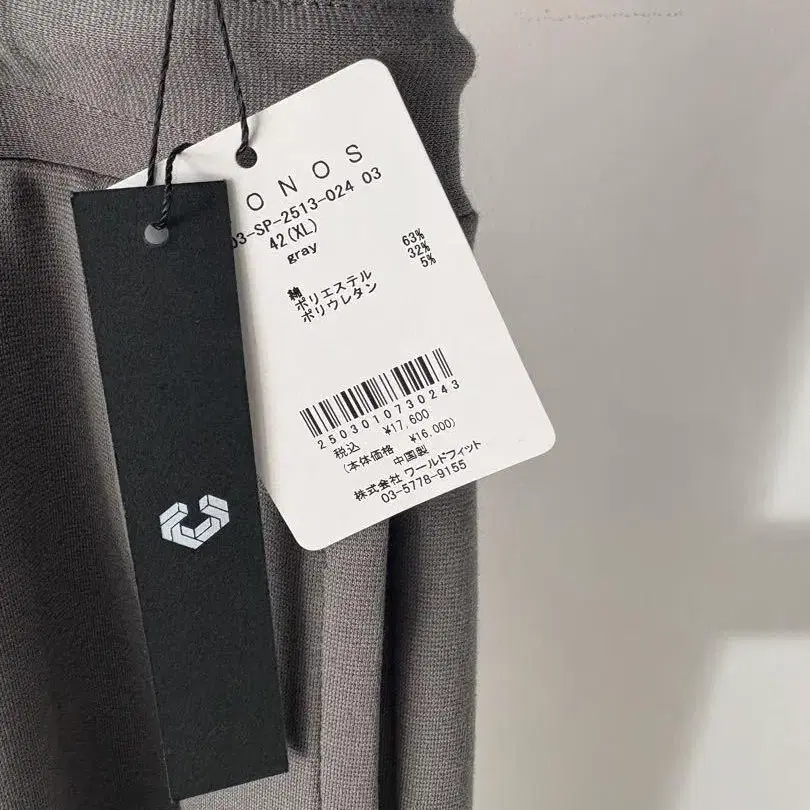 ONOS
03-SP-2513-024 03
42(XL)
gray
綿 63%
ポリエステル 32%
ポリウレタン 5%
2503010730243
税込 ¥17,600
(本体価格 ¥16,000)
中国製
株式会社 ワールドフィット
03-5778-9155